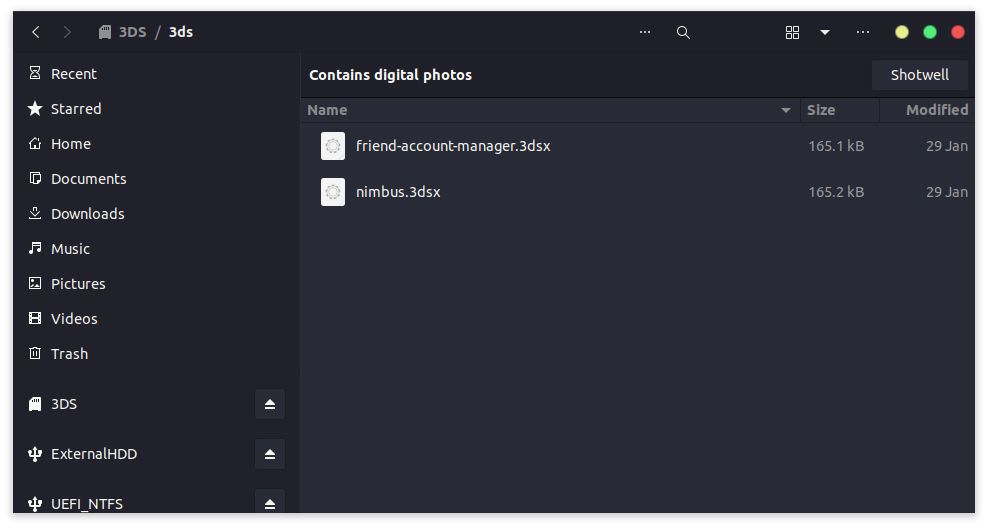 3DS / 3ds
Recent
Starred
Home
Documents
Downloads
Music
Pictures
Videos
Trash
3DS
ExternalHDD
UEFI_NTFS
Contains digital photos
Shotwell
Name Size Modified
friend-account-manager.3dsx 165.1 kB 29 Jan
nimbus.3dsx 165.2 kB 29 Jan